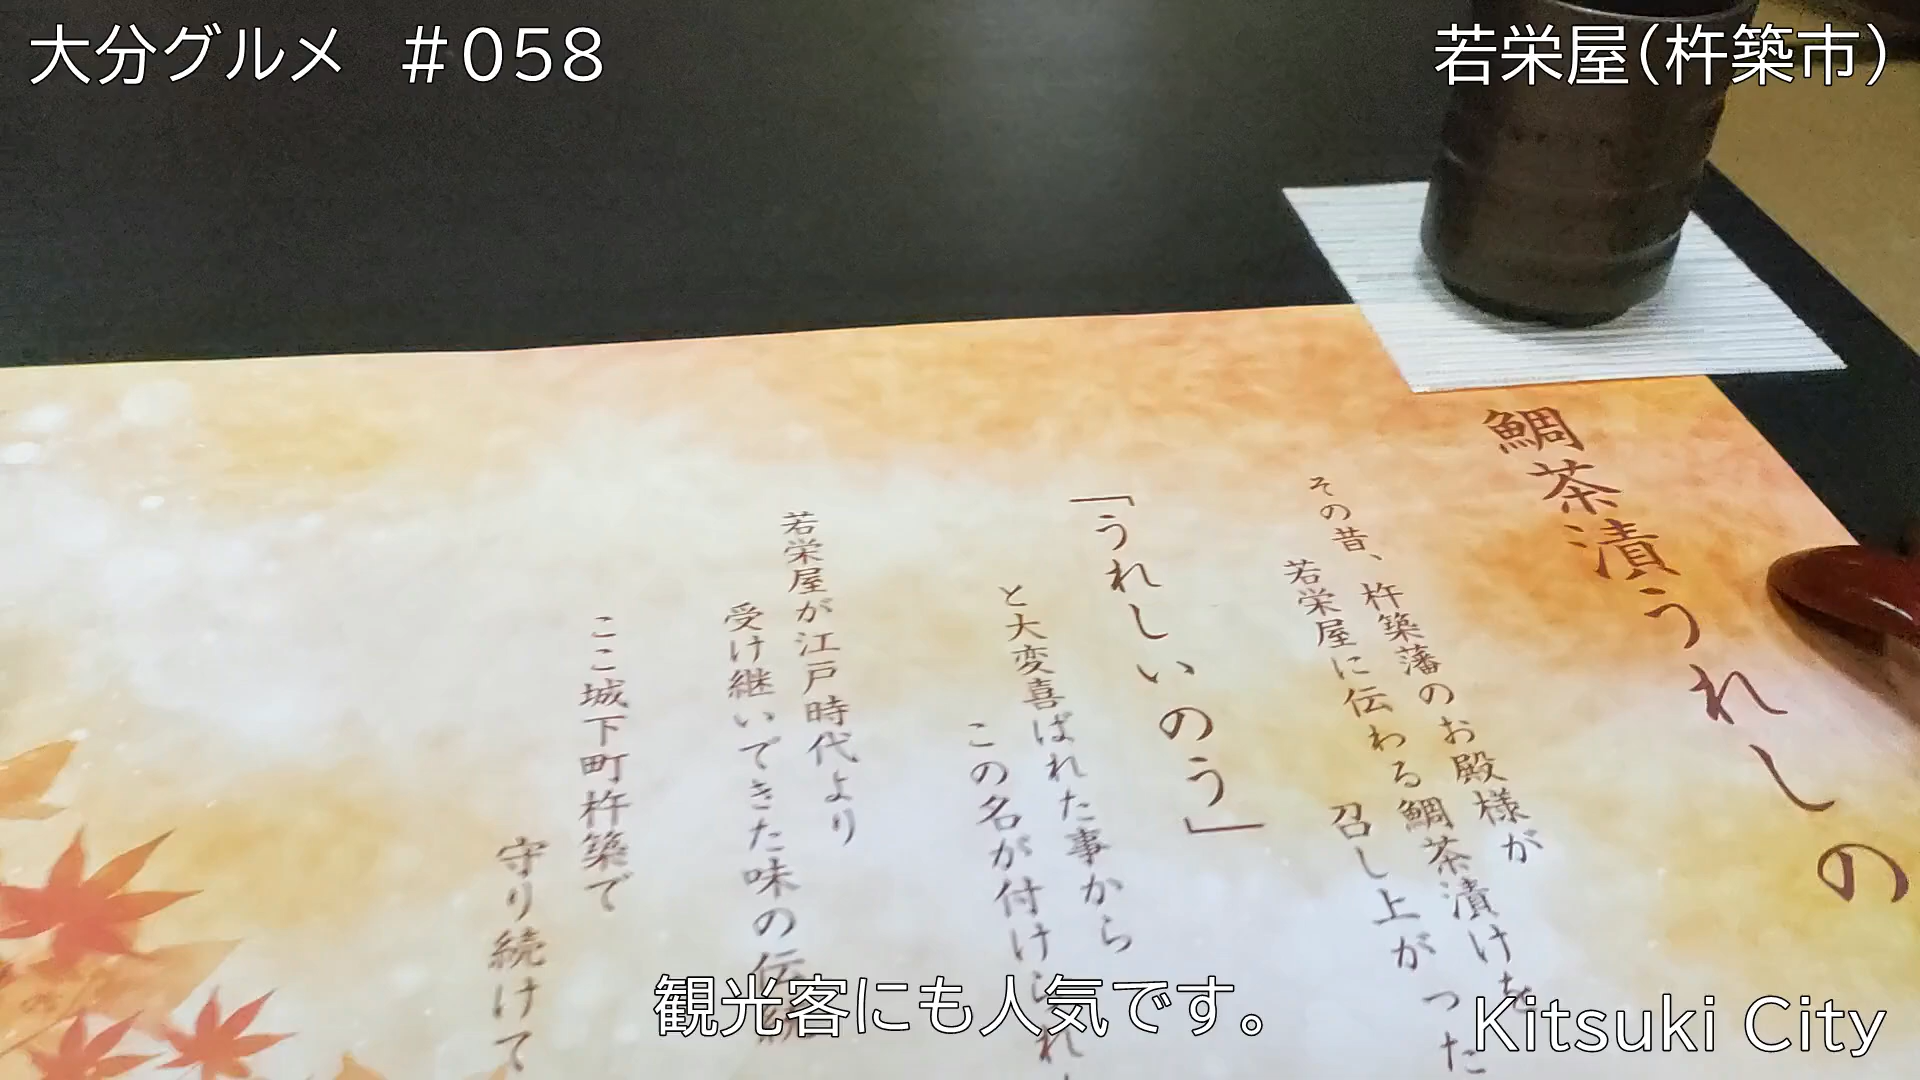 大分グルメ ＃０５８
若栄屋（杵築市）
鯛茶漬うれしの
その昔、杵築藩のお殿様が
若栄屋に伝わる鯛茶漬けを
召し上がった
「うれしいのう」
と大変喜ばれた事から
この名が付けられ
若栄屋が江戸時代より
受け継いできた味の伝統
ここ城下町杵築で
守り続けて
観光客にも人気です。
Kitsuki City